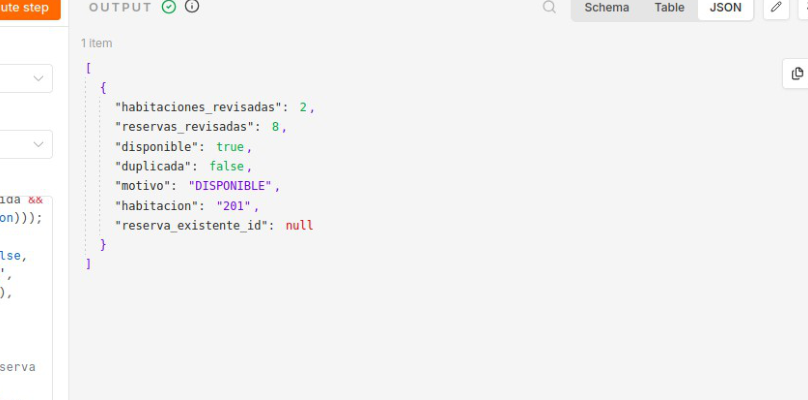 ute step
OUTPUT
Schema Table JSON
1 item
[
{
"habitaciones_revisadas": 2,
"reservas_revisadas": 8,
"disponible": true,
"duplicada": false,
"motivo": "DISPONIBLE",
"habitacion": "201",
"reserva_existente_id": null
}
]
ida &&
on)));
lse,
',
),
serva